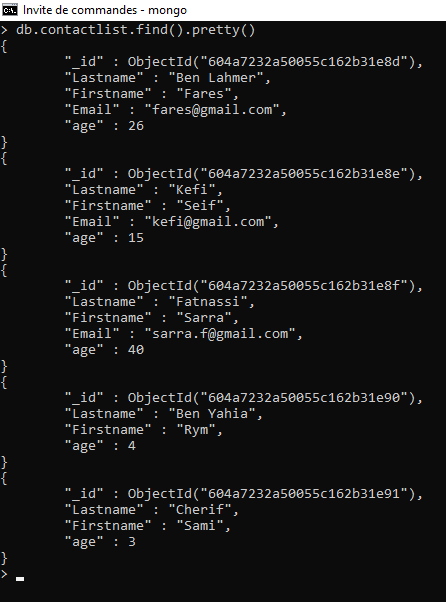 Invite de commandes - mongo
> db.contactlist.find().pretty()
{
        "_id" : ObjectId("604a7232a50055c162b31e8d"),
        "Lastname" : "Ben Lahmer",
        "Firstname" : "Fares",
        "Email" : "fares@gmail.com",
        "age" : 26
}
{
        "_id" : ObjectId("604a7232a50055c162b31e8e"),
        "Lastname" : "Kefi",
        "Firstname" : "Seif",
        "Email" : "kefi@gmail.com",
        "age" : 15
}
{
        "_id" : ObjectId("604a7232a50055c162b31e8f"),
        "Lastname" : "Fatnassi",
        "Firstname" : "Sarra",
        "Email" : "sarra.f@gmail.com",
        "age" : 40
}
{
        "_id" : ObjectId("604a7232a50055c162b31e90"),
        "Lastname" : "Ben Yahia",
        "Firstname" : "Rym",
        "age" : 4
}
{
        "_id" : ObjectId("604a7232a50055c162b31e91"),
        "Lastname" : "Cherif",
        "Firstname" : "Sami",
        "age" : 3
}
>